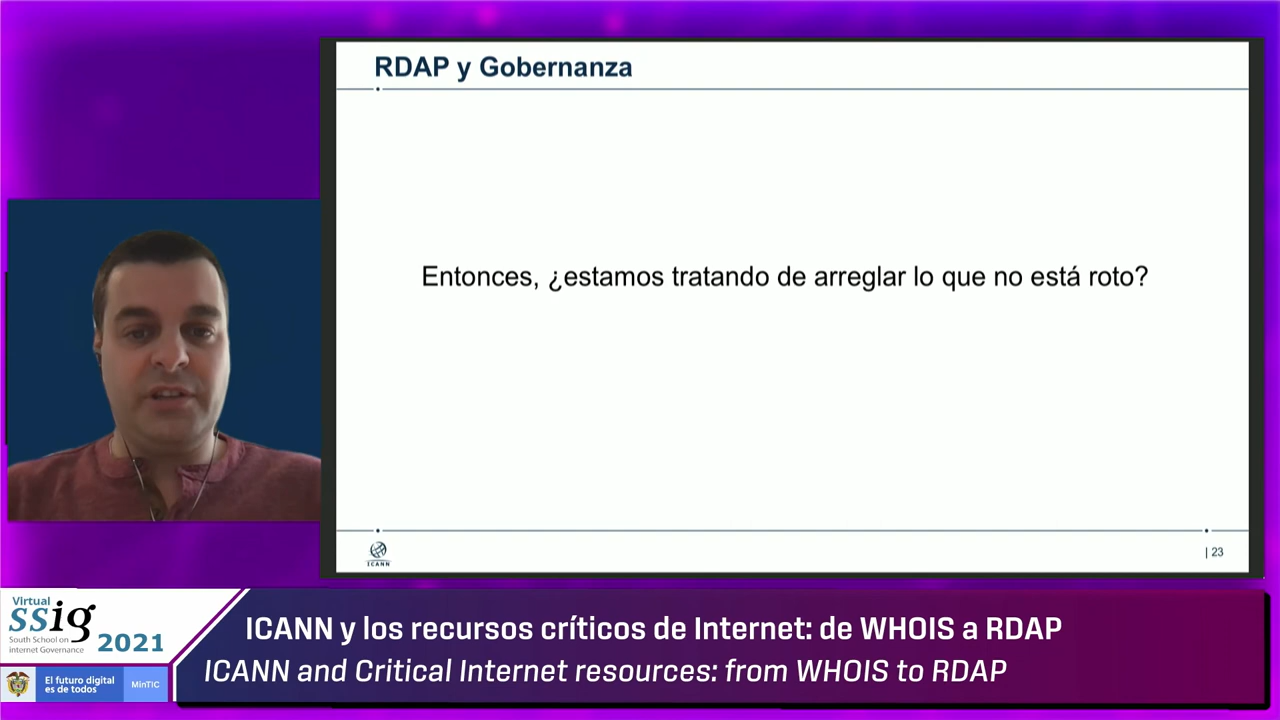 RDAP y Gobernanza
Entonces, ¿estamos tratando de arreglar lo que no está roto?
ICANN
| 23
Virtual
ssig
South School on
internet Governance
2021
El futuro digital
es de todos
MinTIC
ICANN y los recursos críticos de Internet: de WHOIS a RDAP
ICANN and Critical Internet resources: from WHOIS to RDAP